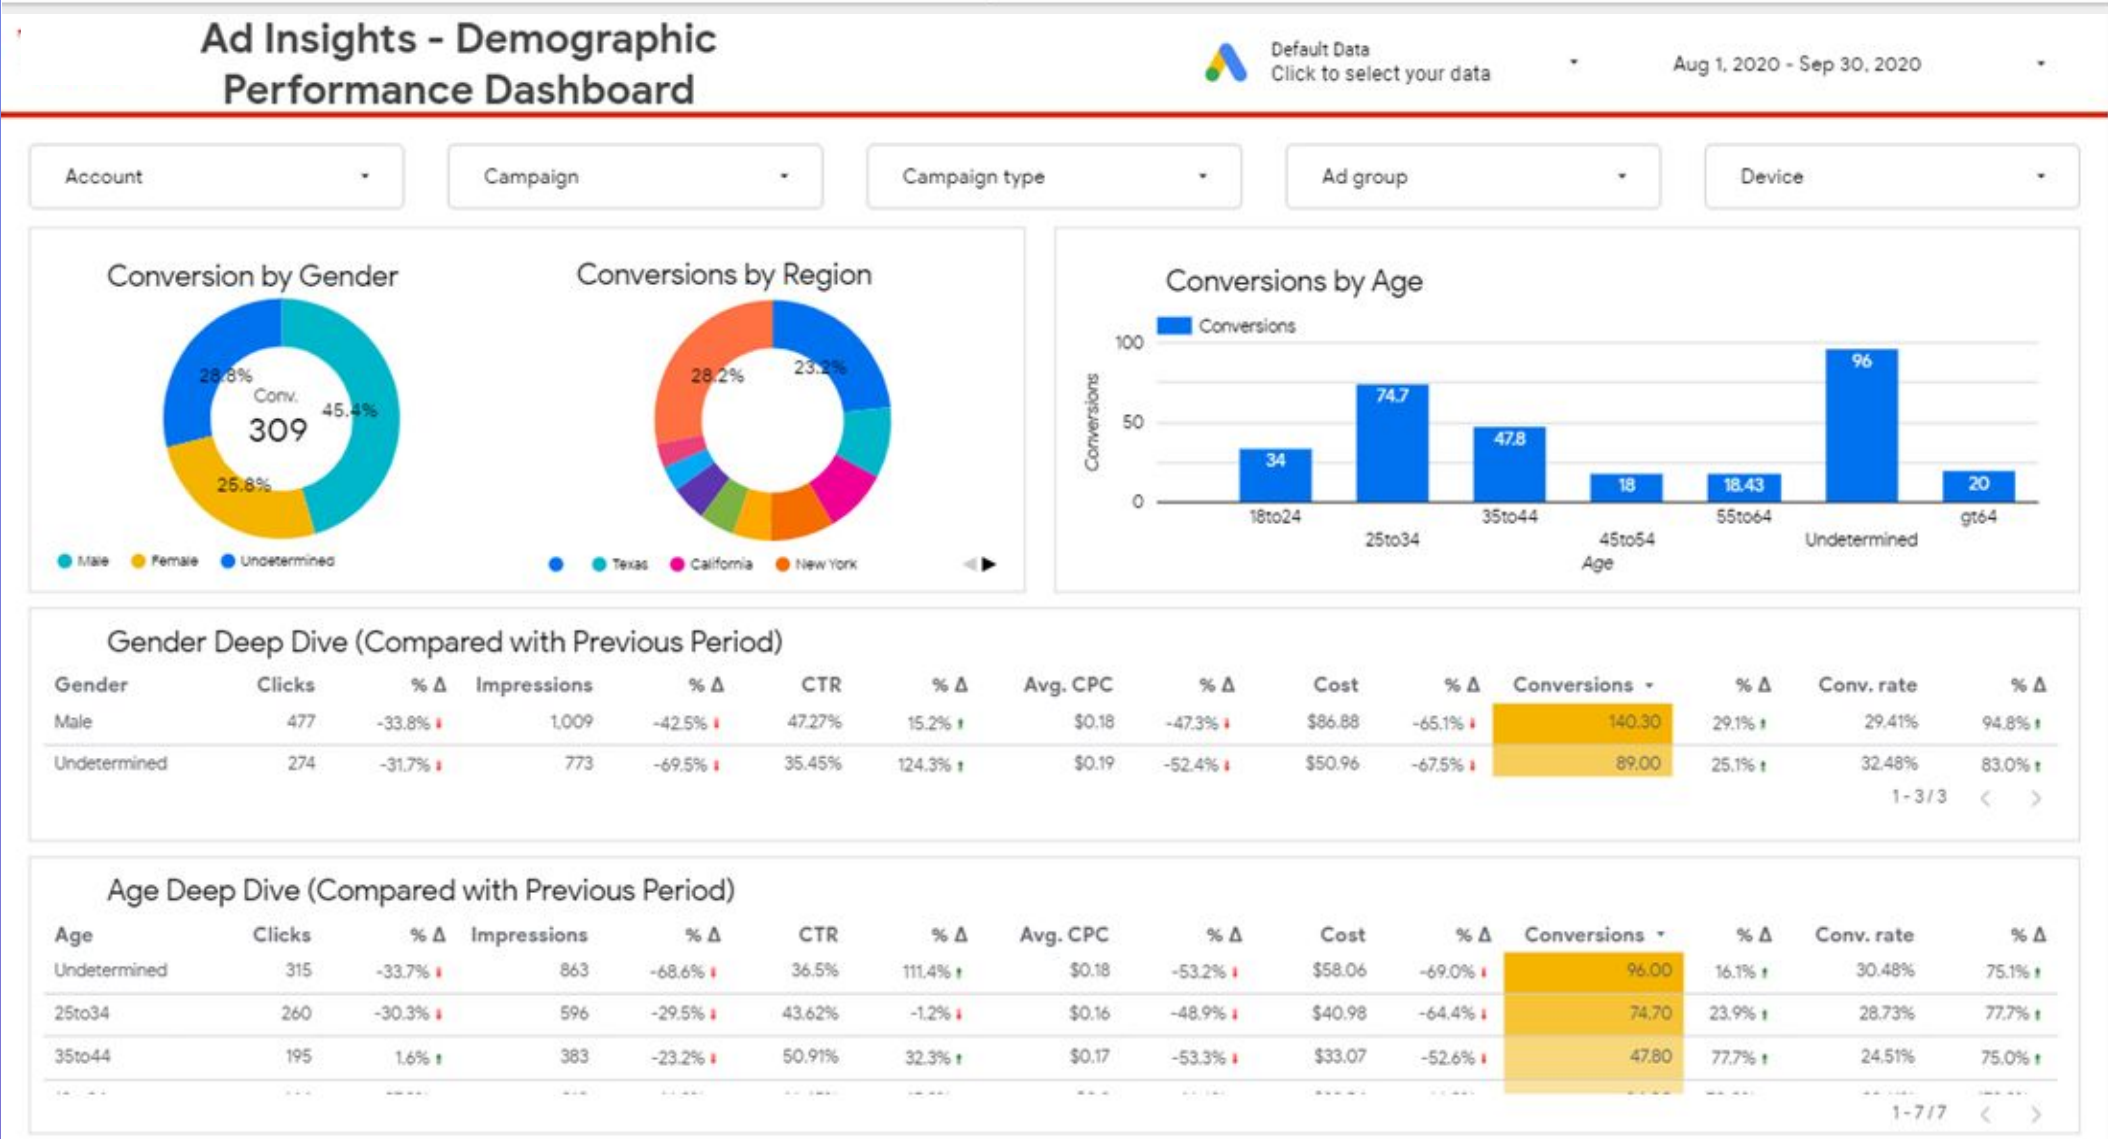 Ad Insights - Demographic
Performance Dashboard
Default Data
Click to select your data
Aug 1, 2020 - Sep 30, 2020
Account
Campaign
Campaign type
Ad group
Device
Conversion by Gender
28.8%
Conv.
309
45.4%
25.8%
Male Female Undetermined
Conversions by Region
28.2%
23.2%
Texas California New York
Conversions by Age
Conversions
100
50
0
Conversions
34
74.7
47.8
18
18.43
96
20
18to24
25to34
35to44
45to54
55to64
Undetermined
gt64
Age
Gender Deep Dive (Compared with Previous Period)
Gender Clicks % Δ Impressions % Δ CTR % Δ Avg. CPC % Δ Cost % Δ Conversions % Δ Conv. rate % Δ
Male 477 -33.8% 1,009 -42.5% 47.27% 15.2% $0.18 -47.3% $86.88 -65.1% 140.30 29.1% 29.41% 94.8%
Undetermined 274 -31.7% 773 -69.5% 35.45% 124.3% $0.19 -52.4% $50.96 -67.5% 89.00 25.1% 32.48% 83.0%
1 - 3 / 3
Age Deep Dive (Compared with Previous Period)
Age Clicks % Δ Impressions % Δ CTR % Δ Avg. CPC % Δ Cost % Δ Conversions % Δ Conv. rate % Δ
Undetermined 315 -33.7% 863 -68.6% 36.5% 111.4% $0.18 -53.2% $58.06 -69.0% 96.00 16.1% 30.48% 75.1%
25to34 260 -30.3% 596 -29.5% 43.62% -1.2% $0.16 -48.9% $40.98 -64.4% 74.70 23.9% 28.73% 77.7%
35to44 195 1.6% 383 -23.2% 50.91% 32.3% $0.17 -53.3% $33.07 -52.6% 47.80 77.7% 24.51% 75.0%
1 - 7 / 7